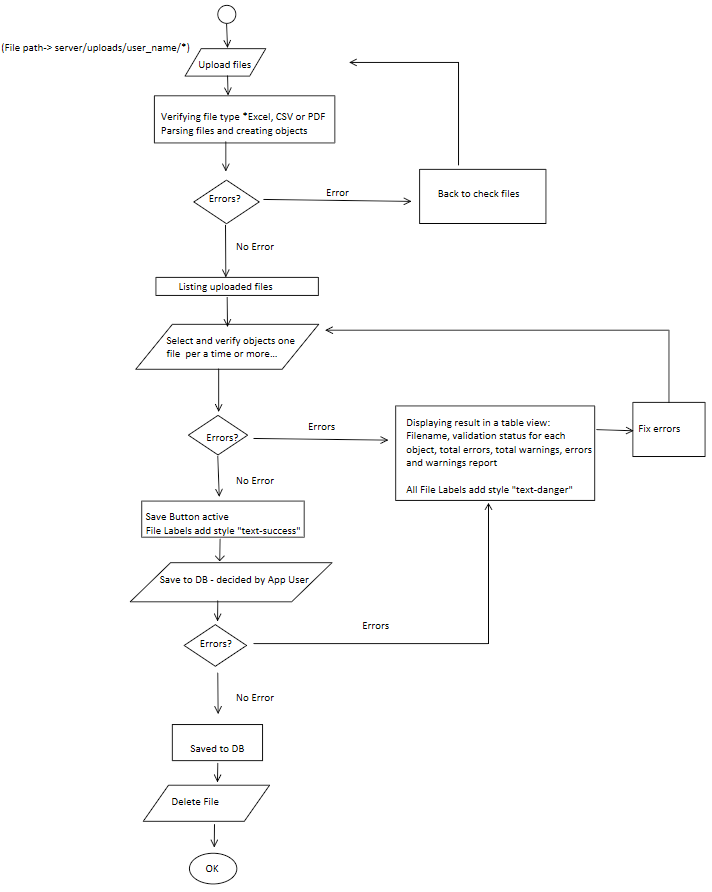 (File path-> server/uploads/user_name/*)
Upload files
Verifying file type *Excel, CSV or PDF
Parsing files and creating objects
Errors?
Error
Back to check files
No Error
Listing uploaded files
Select and verify objects one
file per a time or more...
Errors?
Errors
Displaying result in a table view:
Filename, validation status for each
object, total errors, total warnings, errors
and warnings report
All File Labels add style "text-danger"
Fix errors
No Error
Save Button active
File Labels add style "text-success"
Save to DB - decided by App User
Errors?
Errors
No Error
Saved to DB
Delete File
OK